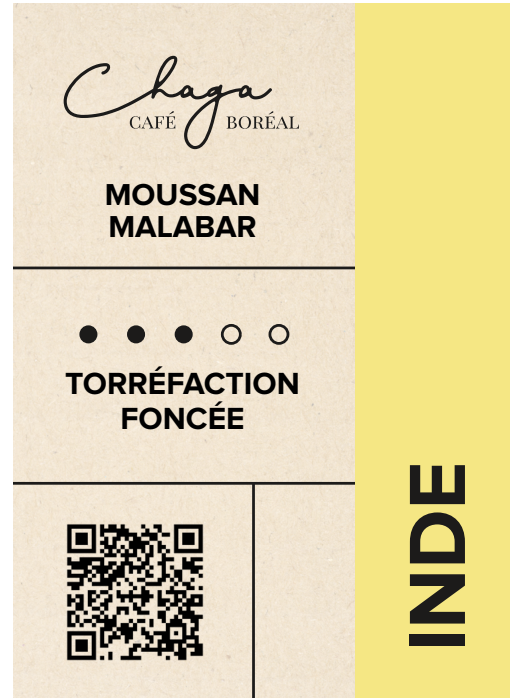 Chaga
CAFÉ BORÉAL
MOUSSAN
MALABAR
TORRÉFACTION
FONCÉE
INDE